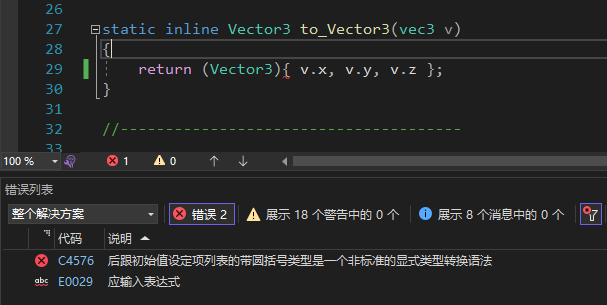 26
27 static inline Vector3 to_Vector3(vec3 v)
28 {
29 return (Vector3){ v.x, v.y, v.z };
30 }
31
32 //-------------------------------------
33
100 % 1 0
错误列表
整个解决方案 错误 2 展示 18 个警告中的 0 个 展示 8 个消息中的 0 个
代码 说明
C4576 后跟初始值设定项列表的带圆括号类型是一个非标准的显式类型转换语法
abc E0029 应输入表达式